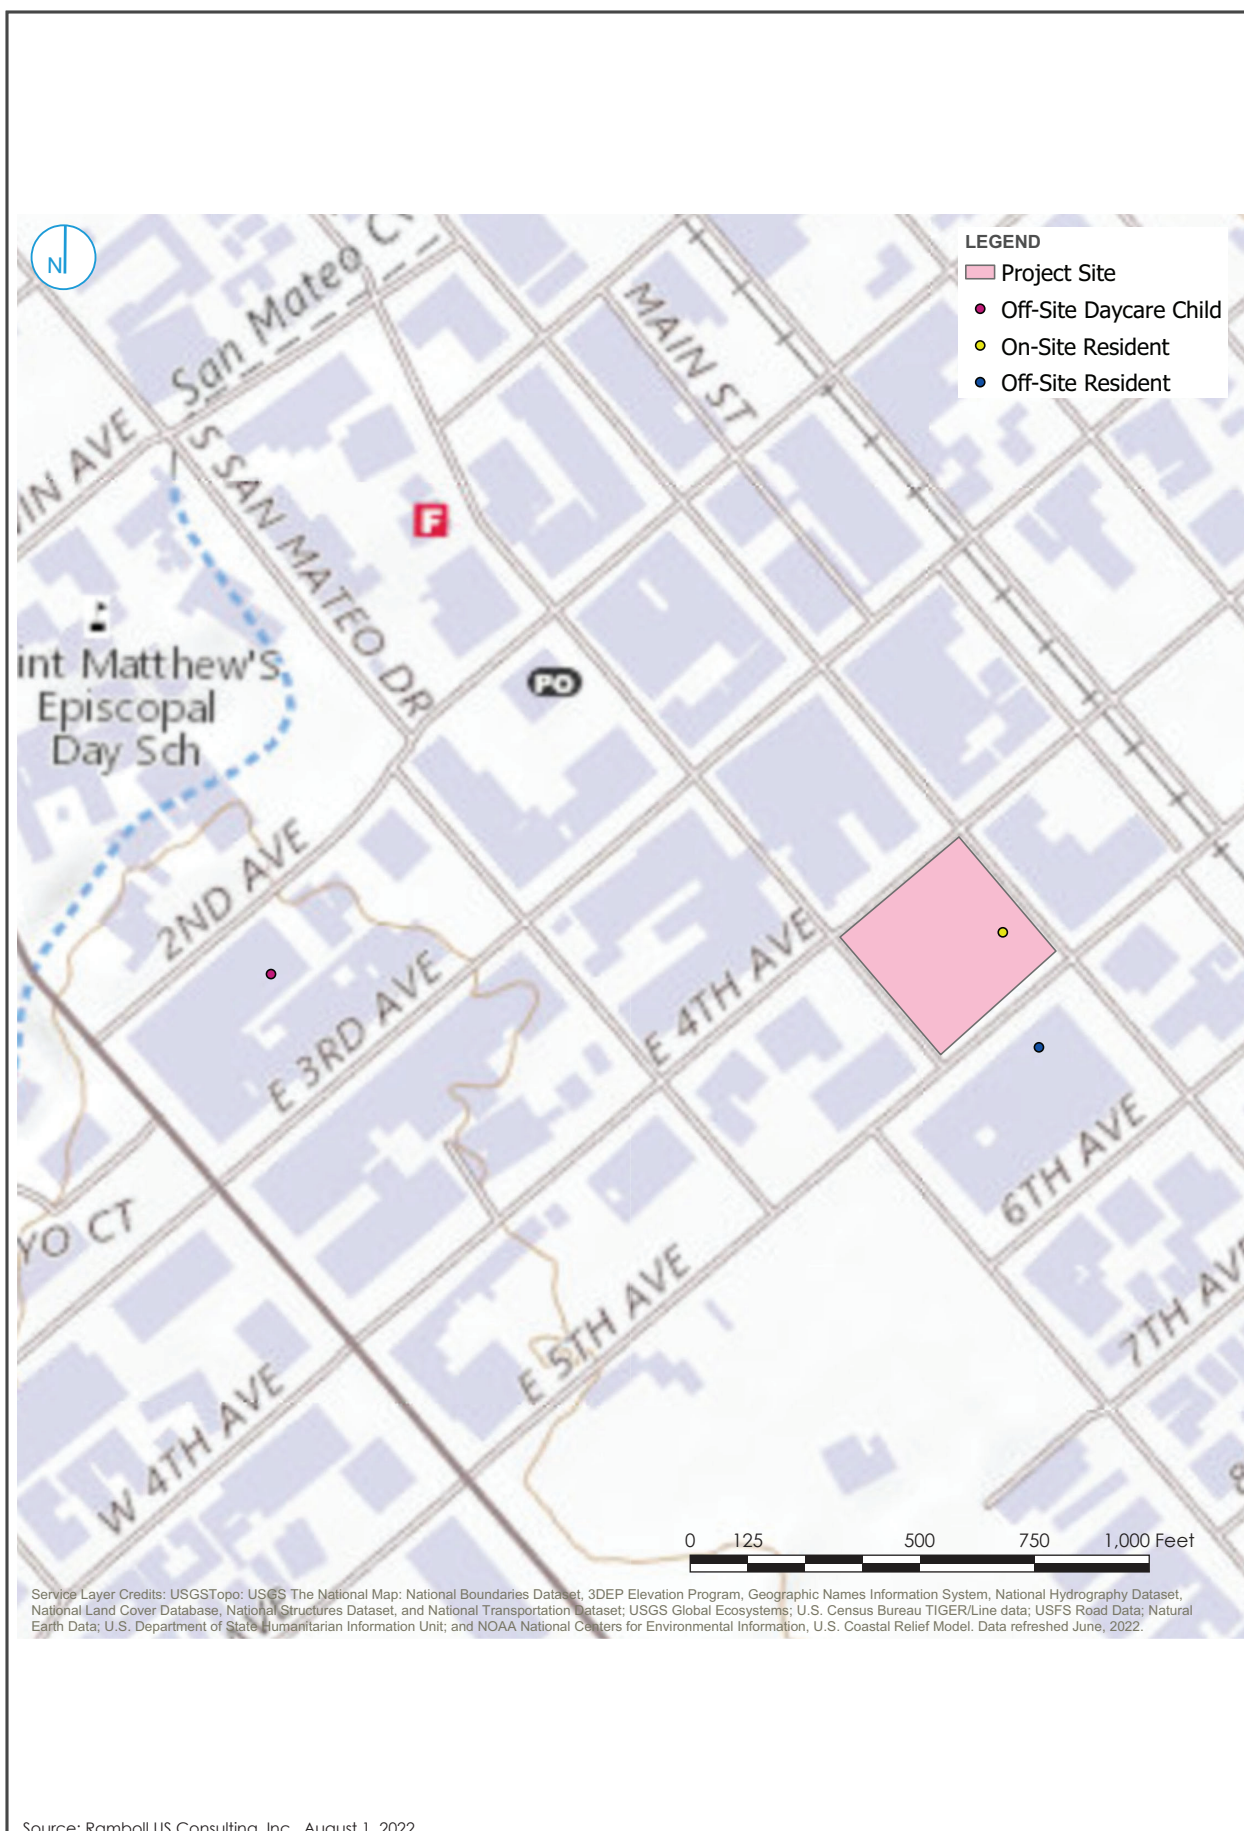 N
LEGEND
Project Site
Off-Site Daycare Child
On-Site Resident
Off-Site Resident
San Mateo
MAIN ST
IN AVE
S SAN MATEO DR
F
int Matthew'S
Episcopal
Day Sch
PO
2ND AVE
E 3RD AVE
E 4TH AVE
6TH AVE
YO CT
E 5TH AVE
7TH AVE
W 4TH AVE
8
0 125 500 750 1,000 Feet
Service Layer Credits: USGSTopo: USGS The National Map: National Boundaries Dataset, 3DEP Elevation Program, Geographic Names Information System, National Hydrography Dataset,
National Land Cover Database, National Structures Dataset, and National Transportation Dataset; USGS Global Ecosystems; U.S. Census Bureau TIGER/Line data; USFS Road Data; Natural
Earth Data; U.S. Department of State Humanitarian Information Unit; and NOAA National Centers for Environmental Information, U.S. Coastal Relief Model. Data refreshed June, 2022.
Source: Ramboll US Consulting, Inc., August 1, 2022